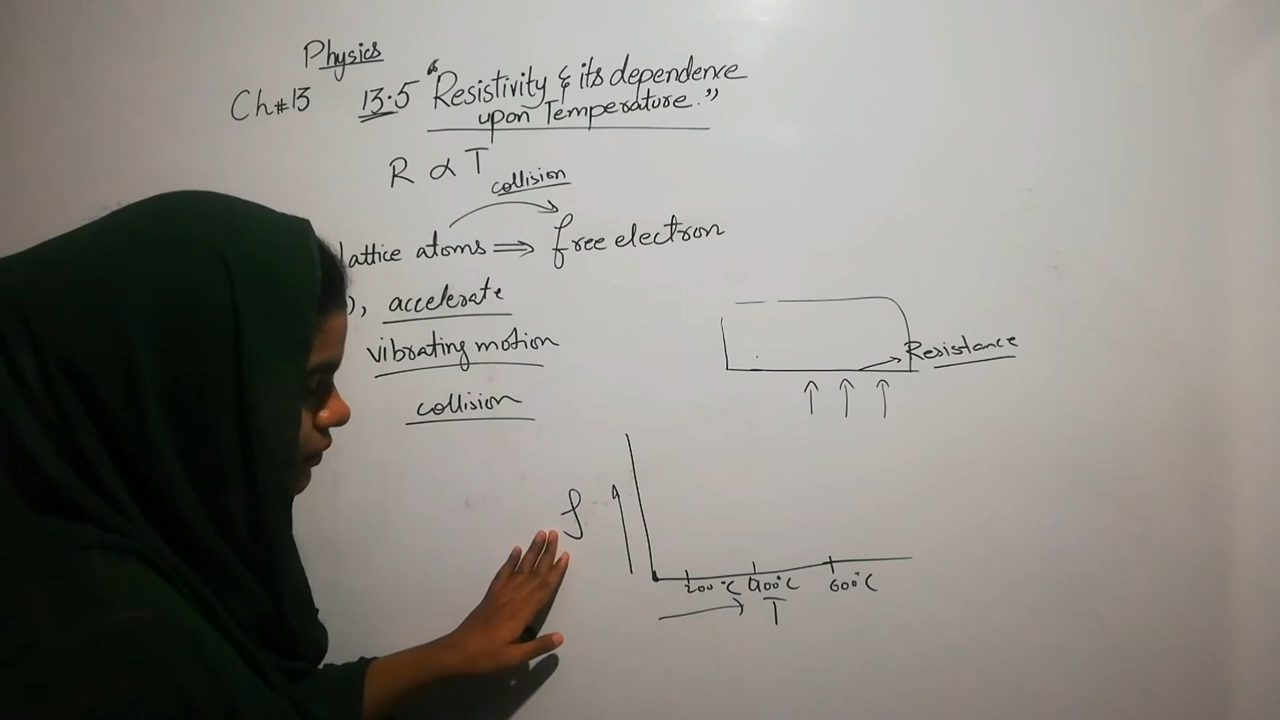 Physics
Ch#13 13.5 "Resistivity & its dependence
upon Temperature."
R ∝ T
collision
lattice atoms ⇒ free electron
), accelerate
vibrating motion
collision
Resistance
ρ
200°C 400°C 600°C
T